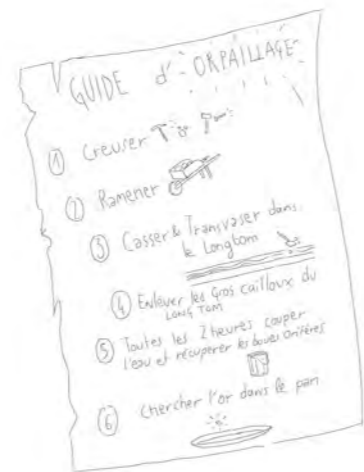 GUIDE d'ORPAILLAGE
① Creuser
② Ramener
③ Casser & Transvaser dans
le Longtom
④ Enlever les Gros cailloux du
LONG TOM
⑤ Toutes les 2 heures couper
l'eau et récupérer les boues Orifères
⑥ Chercher l'or dans le pan